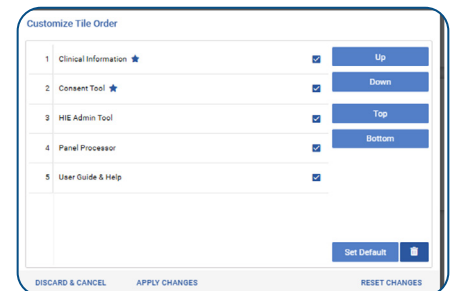 Customize Tile Order
1 Clinical Information
2 Consent Tool
3 HIE Admin Tool
4 Panel Processor
5 User Guide & Help
Up
Down
Top
Bottom
Set Default
DISCARD & CANCEL APPLY CHANGES RESET CHANGES